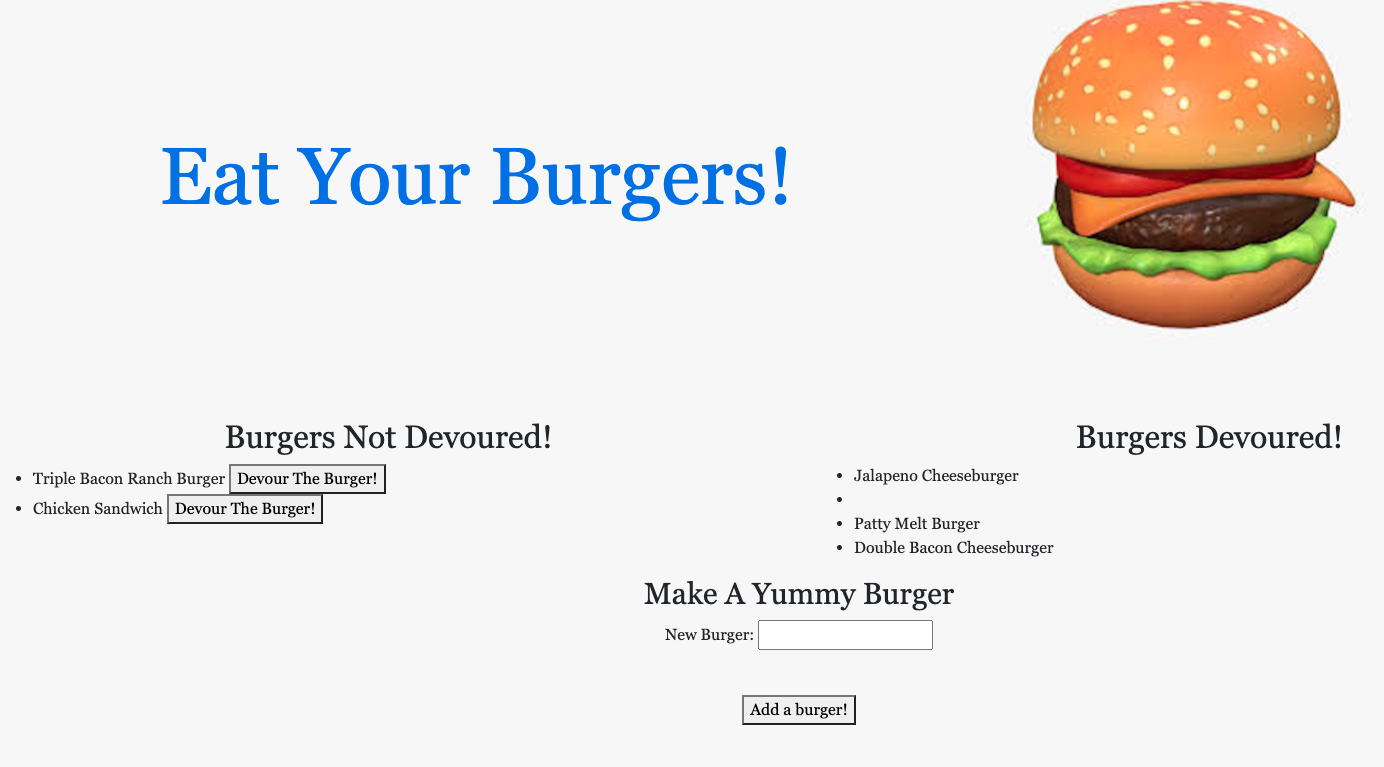 Eat Your Burgers!
Burgers Not Devoured!
Triple Bacon Ranch Burger Devour The Burger!
Chicken Sandwich Devour The Burger!
Burgers Devoured!
Jalapeno Cheeseburger
Patty Melt Burger
Double Bacon Cheeseburger
Make A Yummy Burger
New Burger:
Add a burger!